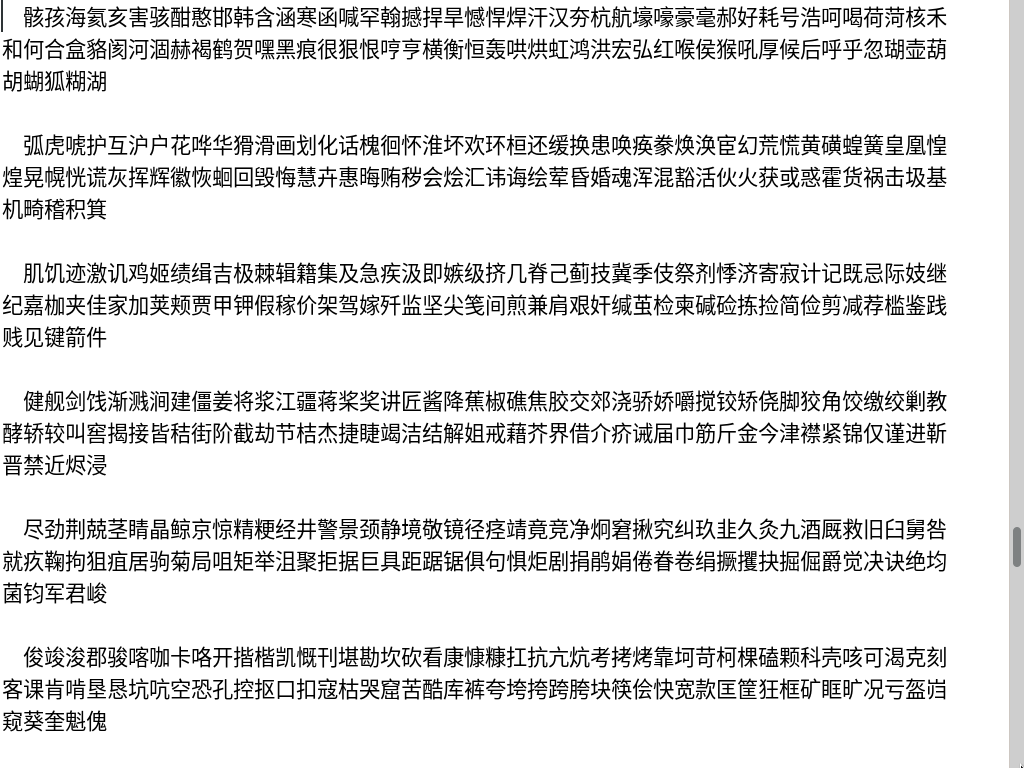 骸孩海氦亥害骇酣憨邯韩含涵寒函喊罕翰撼捍旱憾悍焊汗汉夯杭航壕嚎豪毫郝好耗号浩呵喝荷菏核禾
和何合盒貉阂河涸赫褐鹤贺嘿黑痕很狠恨哼亨横衡恒轰哄烘虹鸿洪宏弘红喉侯猴吼厚候后呼乎忽瑚壶葫
胡蝴狐糊湖
弧虎唬护互沪户花哗华猾滑画划化话槐徊怀淮坏欢环桓还缓换患唤痪豢焕涣宦幻荒慌黄磺蝗簧皇凰惶
煌晃幌恍谎灰挥辉徽恢蛔回毁悔慧卉惠晦贿秽会烩汇讳诲绘荤昏婚魂浑混豁活伙火获或惑霍货祸击圾基
机畸稽积箕
肌饥迹激讥鸡姬绩缉吉极棘辑籍集及急疾汲即嫉级挤几脊己蓟技冀季伎祭剂悸济寄寂计记既忌际妓继
纪嘉枷夹佳家加荚颊贾甲钾假稼价架驾嫁歼监坚尖笺间煎兼肩艰奸缄茧检柬碱硷拣捡简俭剪减荐槛鉴践
贱见键箭件
健舰剑饯渐溅涧建僵姜将浆江疆蒋桨奖讲匠酱降蕉椒礁焦胶交郊浇骄娇嚼搅铰矫侥脚狡角饺缴绞剿教
酵轿较叫窖揭接皆秸街阶截劫节桔杰捷睫竭洁结解姐戒藉芥界借介疥诫届巾筋斤金今津襟紧锦仅谨进靳
晋禁近烬浸
尽劲荆兢茎睛晶鲸京惊精粳经井警景颈静境敬镜径痉靖竟竞净炯窘揪究纠玖韭久灸九酒厩救旧臼舅咎
就疚鞠拘狙疽居驹菊局咀矩举沮聚拒据巨具距踞锯俱句惧炬剧捐鹃娟倦眷卷绢撅攫抉掘倔爵觉决诀绝均
菌钧军君峻
俊竣浚郡骏喀咖卡咯开揩楷凯慨刊堪勘坎砍看康慷糠扛抗亢炕考拷烤靠坷苛柯棵磕颗科壳咳可渴克刻
客课肯啃垦恳坑吭空恐孔控抠口扣寇枯哭窟苦酷库裤夸垮挎跨胯块筷侩快宽款匡筐狂框矿眶旷况亏盔岿
窥葵奎魁傀